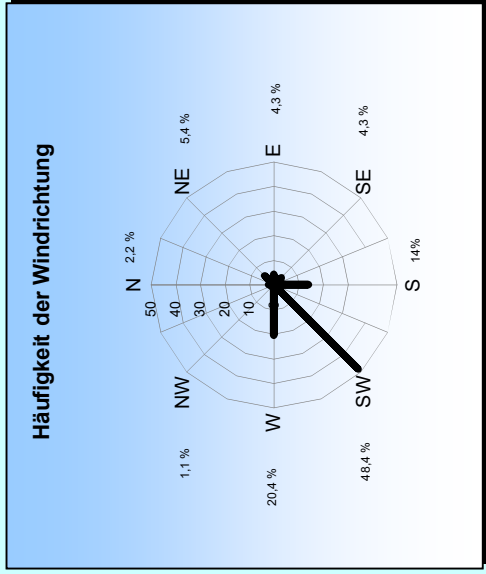 Häufigkeit der Windrichtung
2,2 %
N
50
40
30
20
10
NE
5,4 %
E
4,3 %
SE
4,3 %
S
14%
SW
48,4 %
W
20,4 %
NW
1,1 %